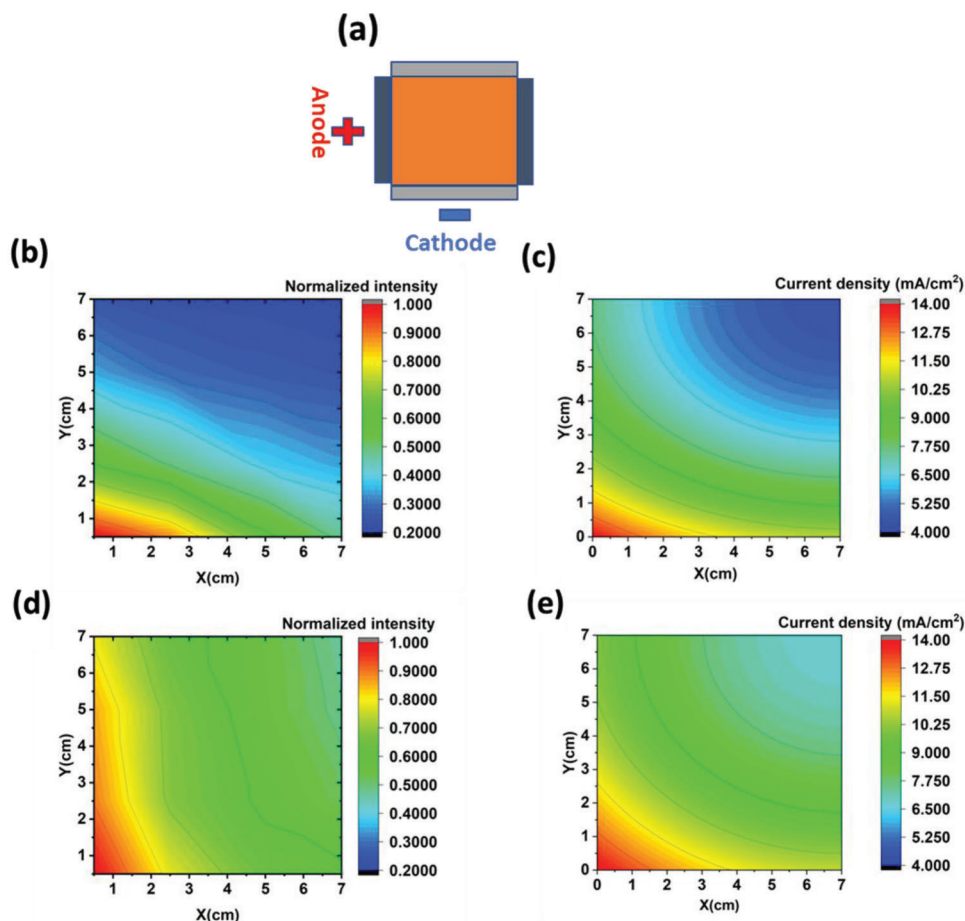 (a)
Anode
Cathode
(b)
Normalized intensity
7
6
5
4
3
2
1
Y(cm)
1 2 3 4 5 6 7
X(cm)
1.000
0.9000
0.8000
0.7000
0.6000
0.5000
0.4000
0.3000
0.2000
(c)
Current density (mA/cm²)
7
6
5
4
3
2
1
0
Y(cm)
0 1 2 3 4 5 6 7
X(cm)
14.00
12.75
11.50
10.25
9.000
7.750
6.500
5.250
4.000
(d)
Normalized intensity
7
6
5
4
3
2
1
Y(cm)
1 2 3 4 5 6 7
X(cm)
1.000
0.9000
0.8000
0.7000
0.6000
0.5000
0.4000
0.3000
0.2000
(e)
Current density (mA/cm²)
7
6
5
4
3
2
1
0
Y(cm)
0 1 2 3 4 5 6 7
X(cm)
14.00
12.75
11.50
10.25
9.000
7.750
6.500
5.250
4.000